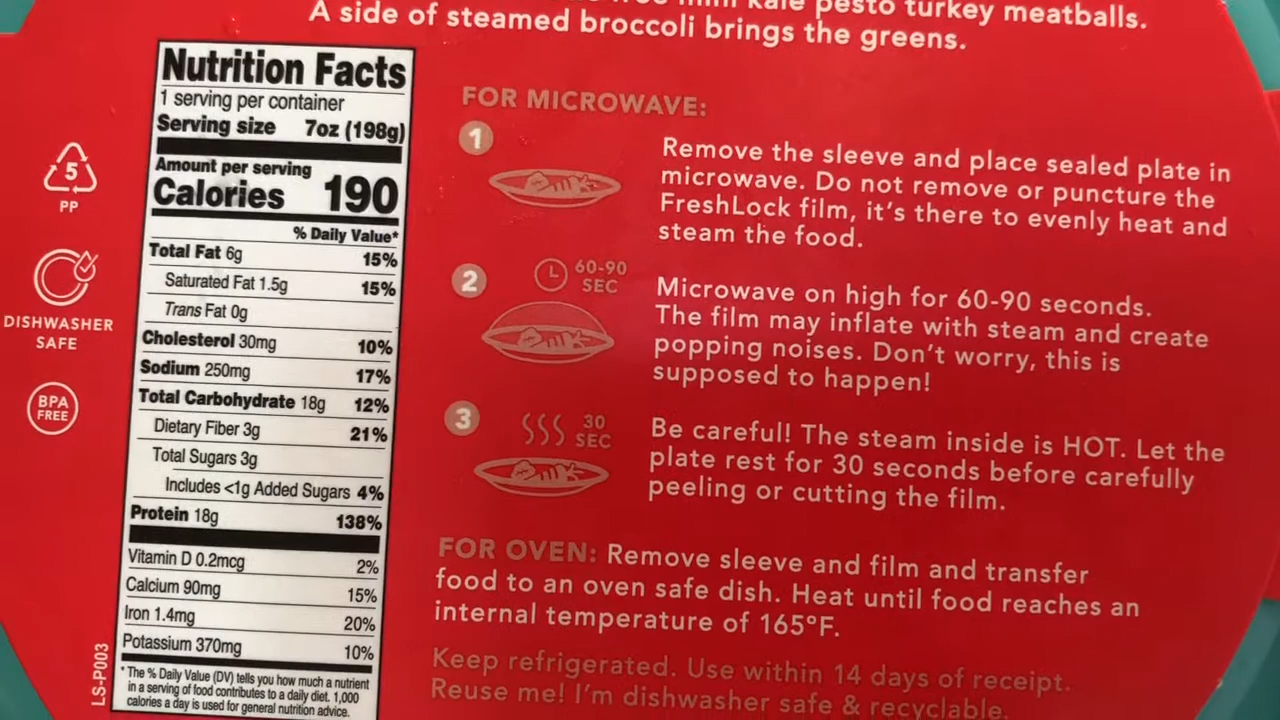 kale pesto turkey meatballs.
A side of steamed broccoli brings the greens.
Nutrition Facts
1 serving per container
Serving size 7oz (198g)
Amount per serving
Calories 190
% Daily Value*
Total Fat 6g 15%
Saturated Fat 1.5g 15%
Trans Fat 0g
Cholesterol 30mg 10%
Sodium 250mg 17%
Total Carbohydrate 18g 12%
Dietary Fiber 3g 21%
Total Sugars 3g
Includes <1g Added Sugars 4%
Protein 18g 138%
Vitamin D 0.2mcg 2%
Calcium 90mg 15%
Iron 1.4mg 20%
Potassium 370mg 10%
* The % Daily Value (DV) tells you how much a nutrient
in a serving of food contributes to a daily diet. 1,000
calories a day is used for general nutrition advice.
5
PP
DISHWASHER
SAFE
BPA
FREE
LS-P003
FOR MICROWAVE:
1
Remove the sleeve and place sealed plate in
microwave. Do not remove or puncture the
FreshLock film, it's there to evenly heat and
steam the food.
2
60-90
SEC
Microwave on high for 60-90 seconds.
The film may inflate with steam and create
popping noises. Don't worry, this is
supposed to happen!
3
30
SEC
Be careful! The steam inside is HOT. Let the
plate rest for 30 seconds before carefully
peeling or cutting the film.
FOR OVEN: Remove sleeve and film and transfer
food to an oven safe dish. Heat until food reaches an
internal temperature of 165°F.
Keep refrigerated. Use within 14 days of receipt.
Reuse me! I'm dishwasher safe & recyclable.